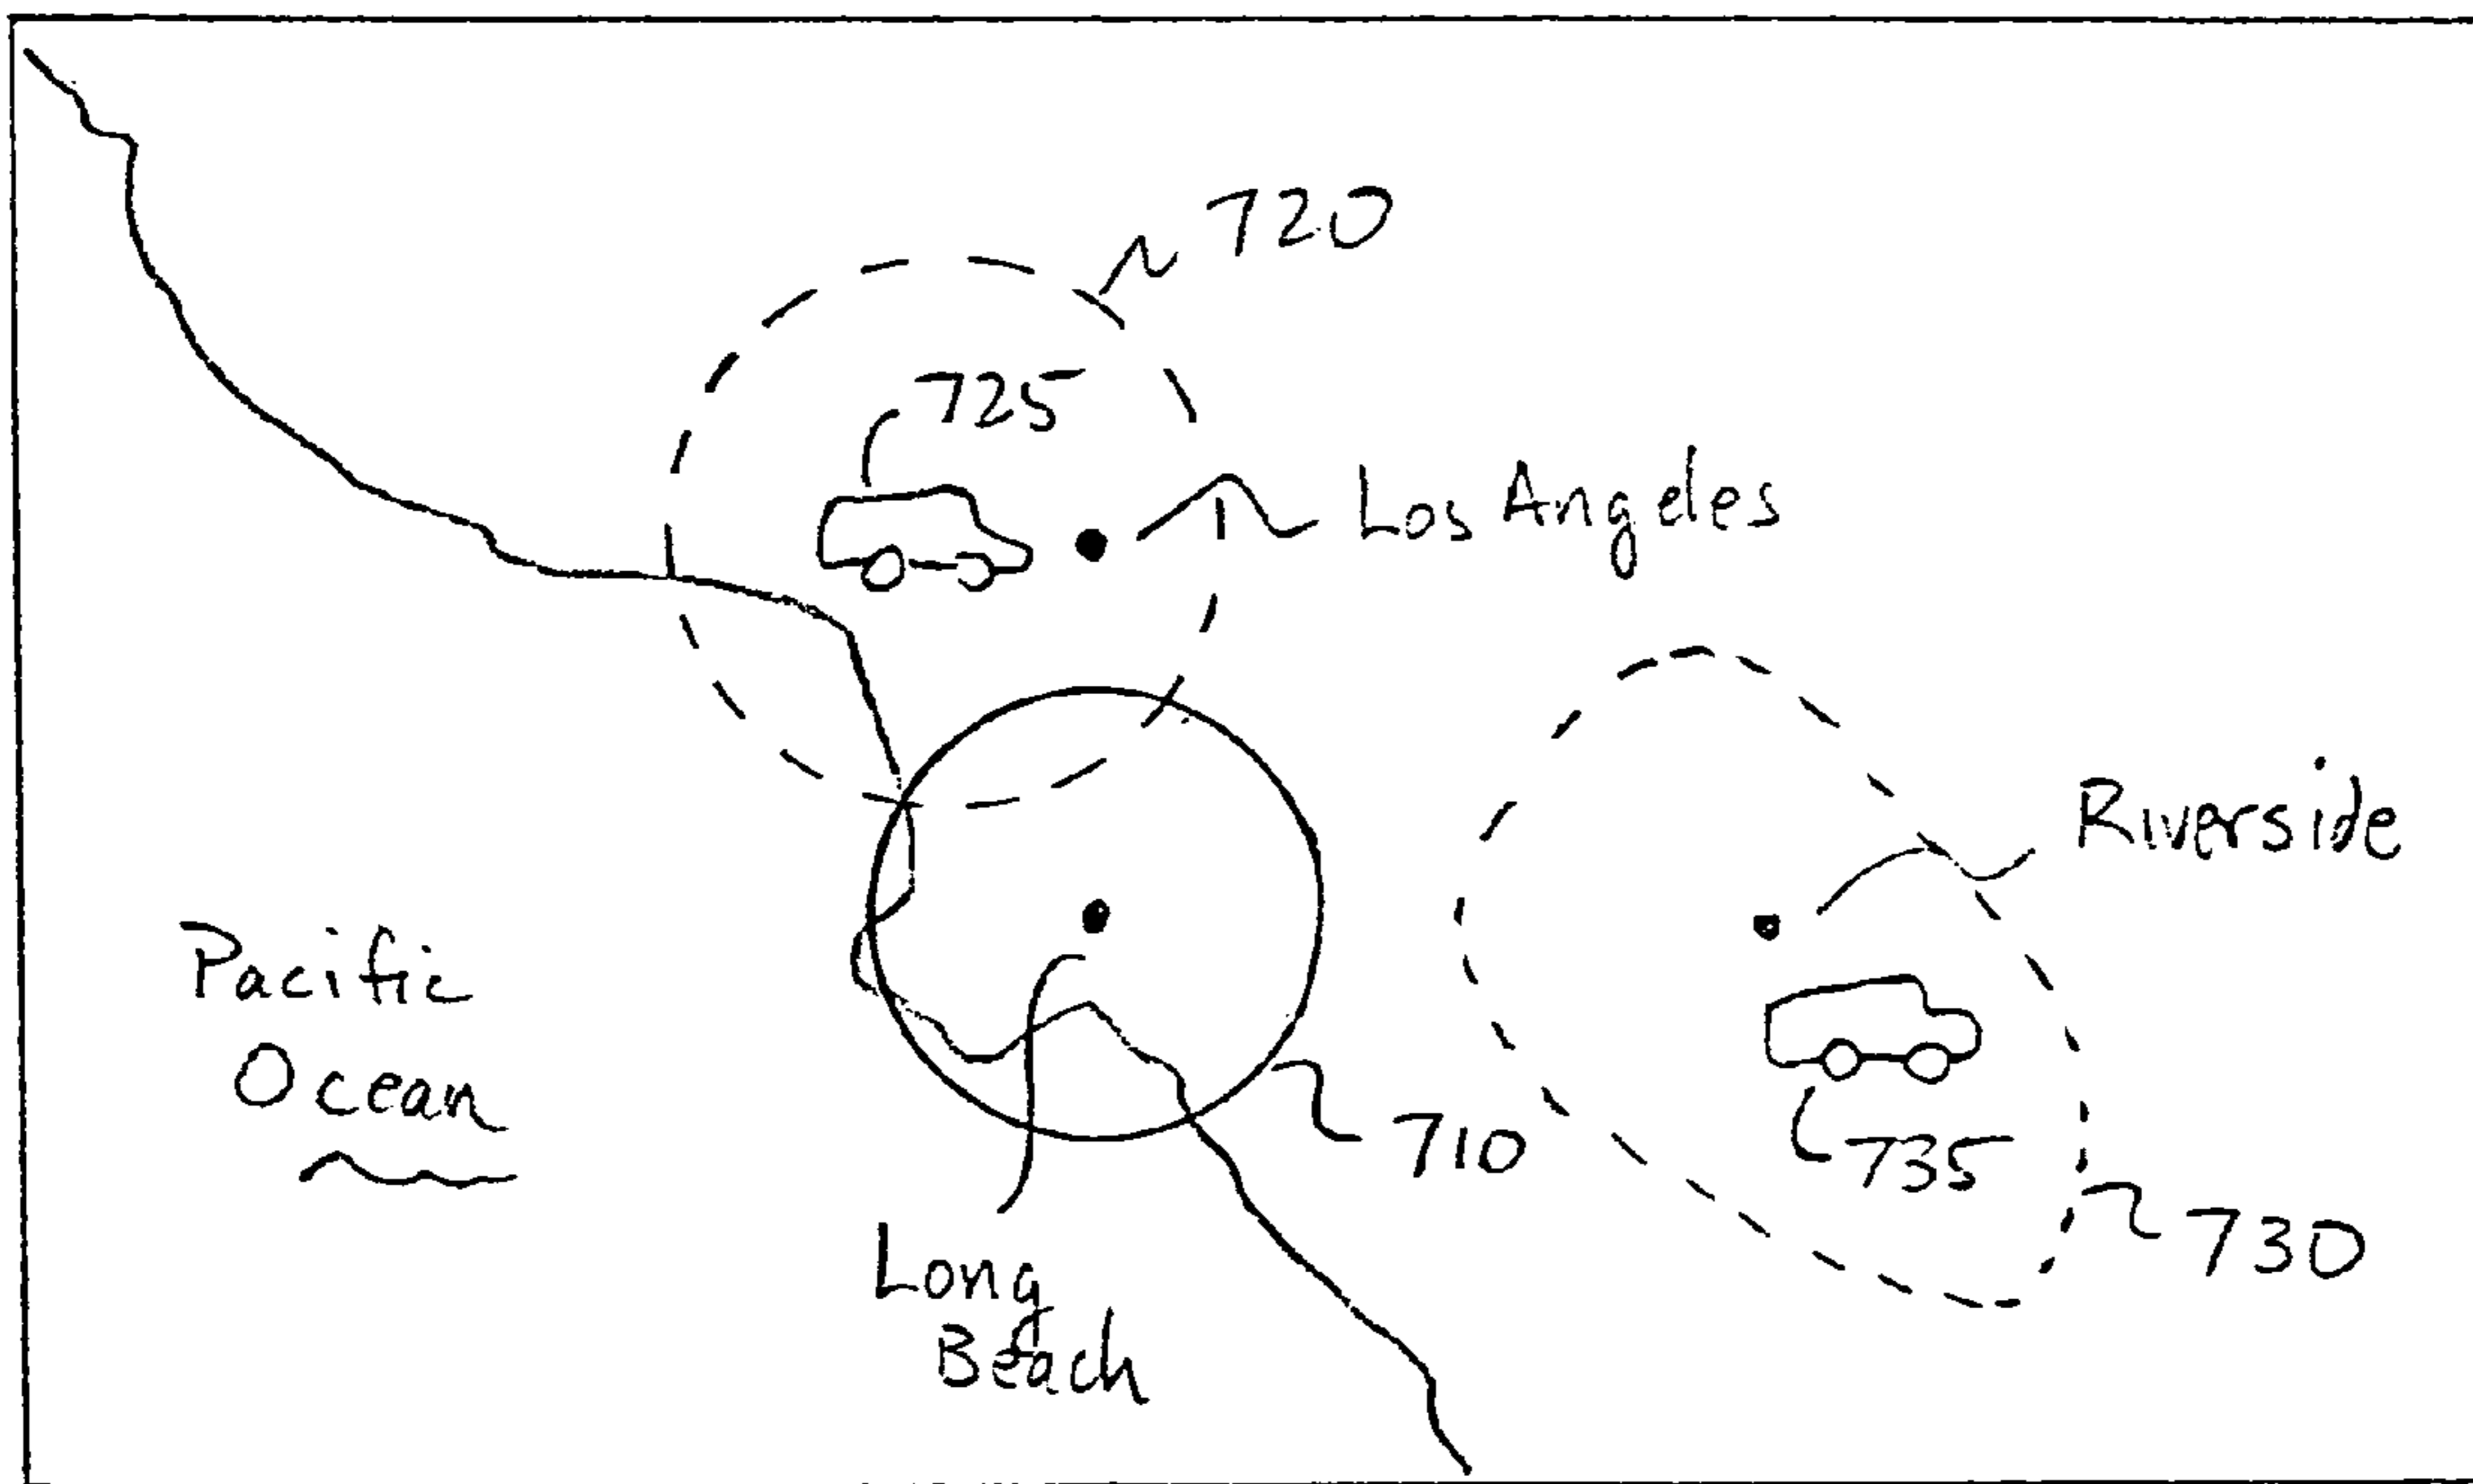 720
725
Los Angeles
Riverside
Pacific
Ocean
710
735
730
Long
Beach